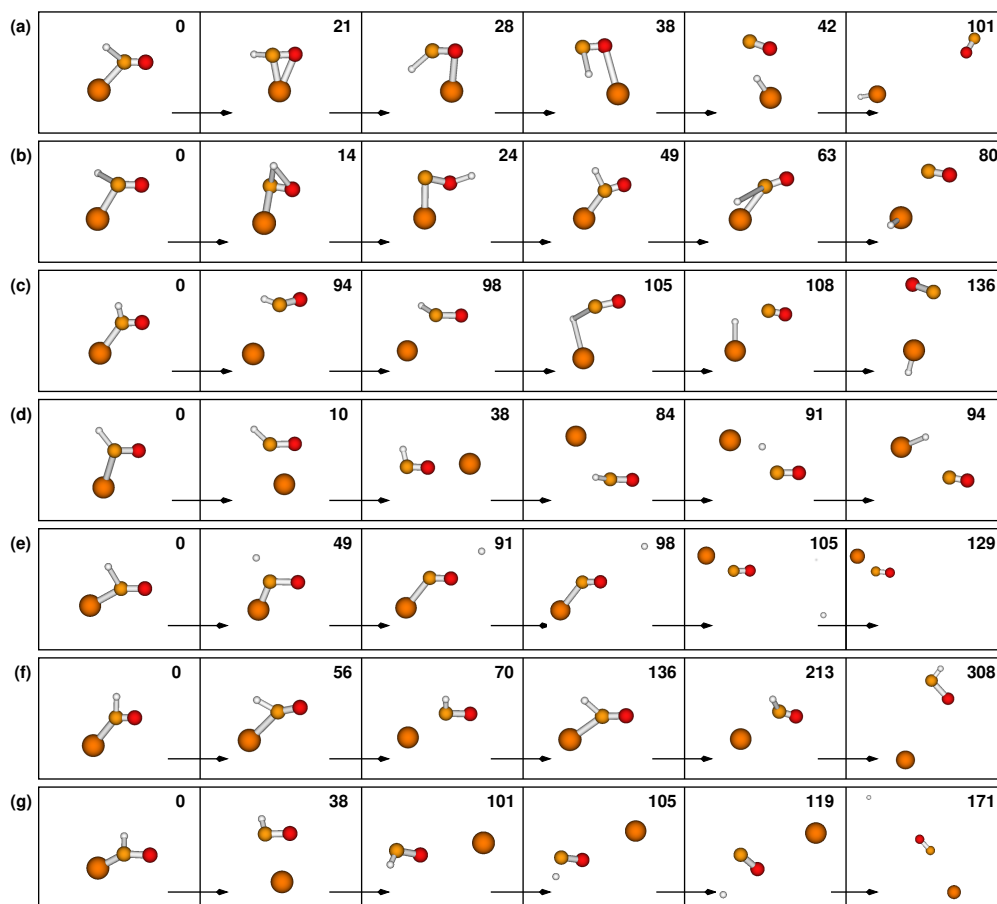 (a) 0 21 28 38 42 101
(b) 0 14 24 49 63 80
(c) 0 94 98 105 108 136
(d) 0 10 38 84 91 94
(e) 0 49 91 98 105 129
(f) 0 56 70 136 213 308
(g) 0 38 101 105 119 171